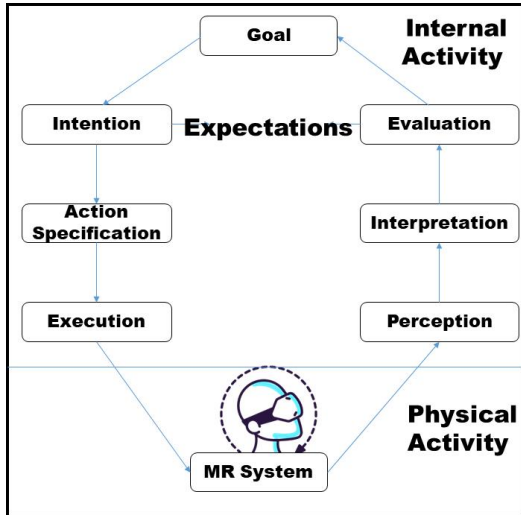 Goal
Internal
Activity
Intention
Expectations
Evaluation
Action
Specification
Interpretation
Execution
Perception
Physical
Activity
MR System